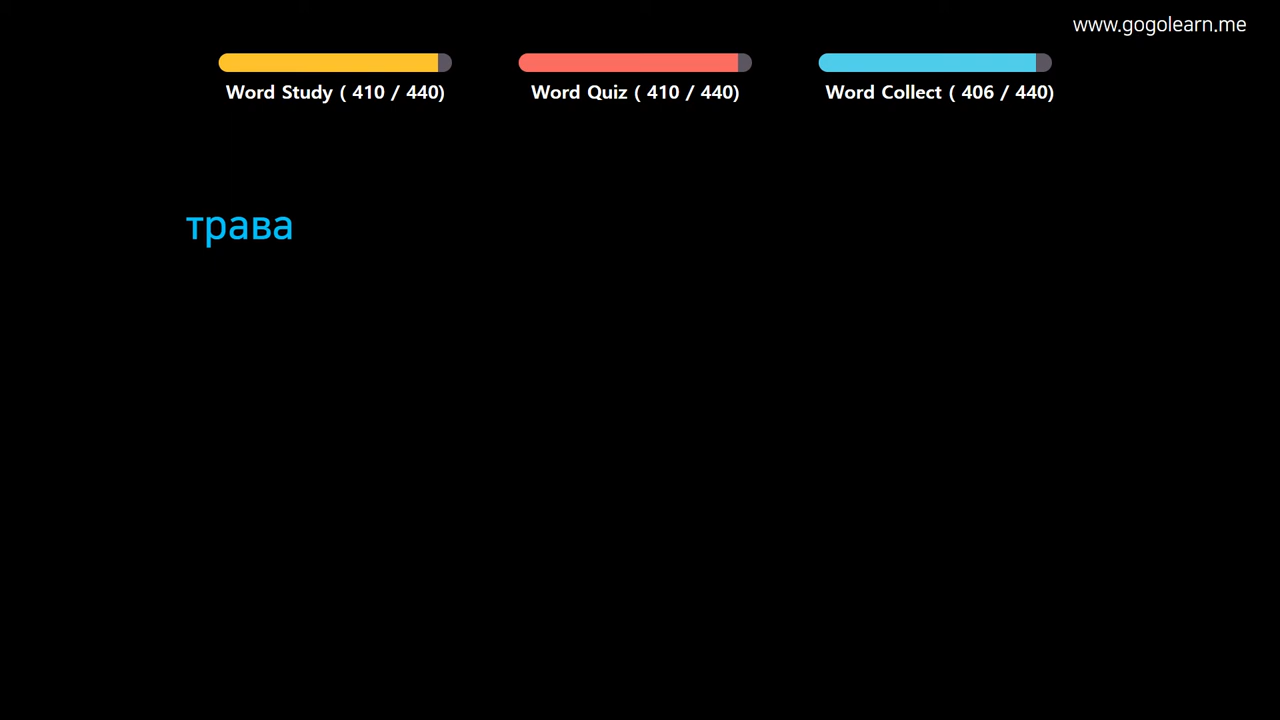 www.gogolearn.me
Word Study ( 410 / 440)
Word Quiz ( 410 / 440)
Word Collect ( 406 / 440)
трава